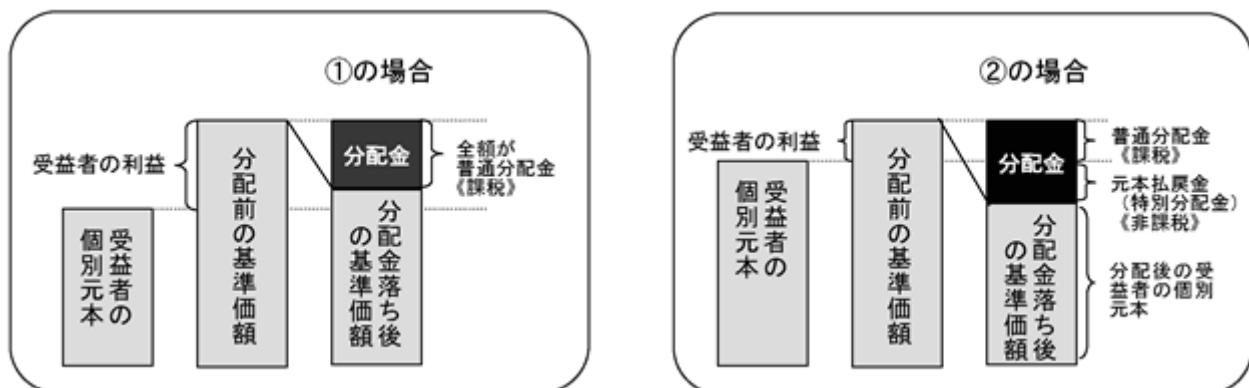 ①の場合
受益者の利益
受益者の
個別元本
分配前の基準価額
分配金
全額が
普通分配金
《課税》
分配金落ち後
の基準価額
②の場合
受益者の利益
受益者の
個別元本
分配前の基準価額
分配金
普通分配金
《課税》
元本払戻金
(特別分配金)
《非課税》
分配金落ち後
の基準価額
分配後の受
益者の個別
元本